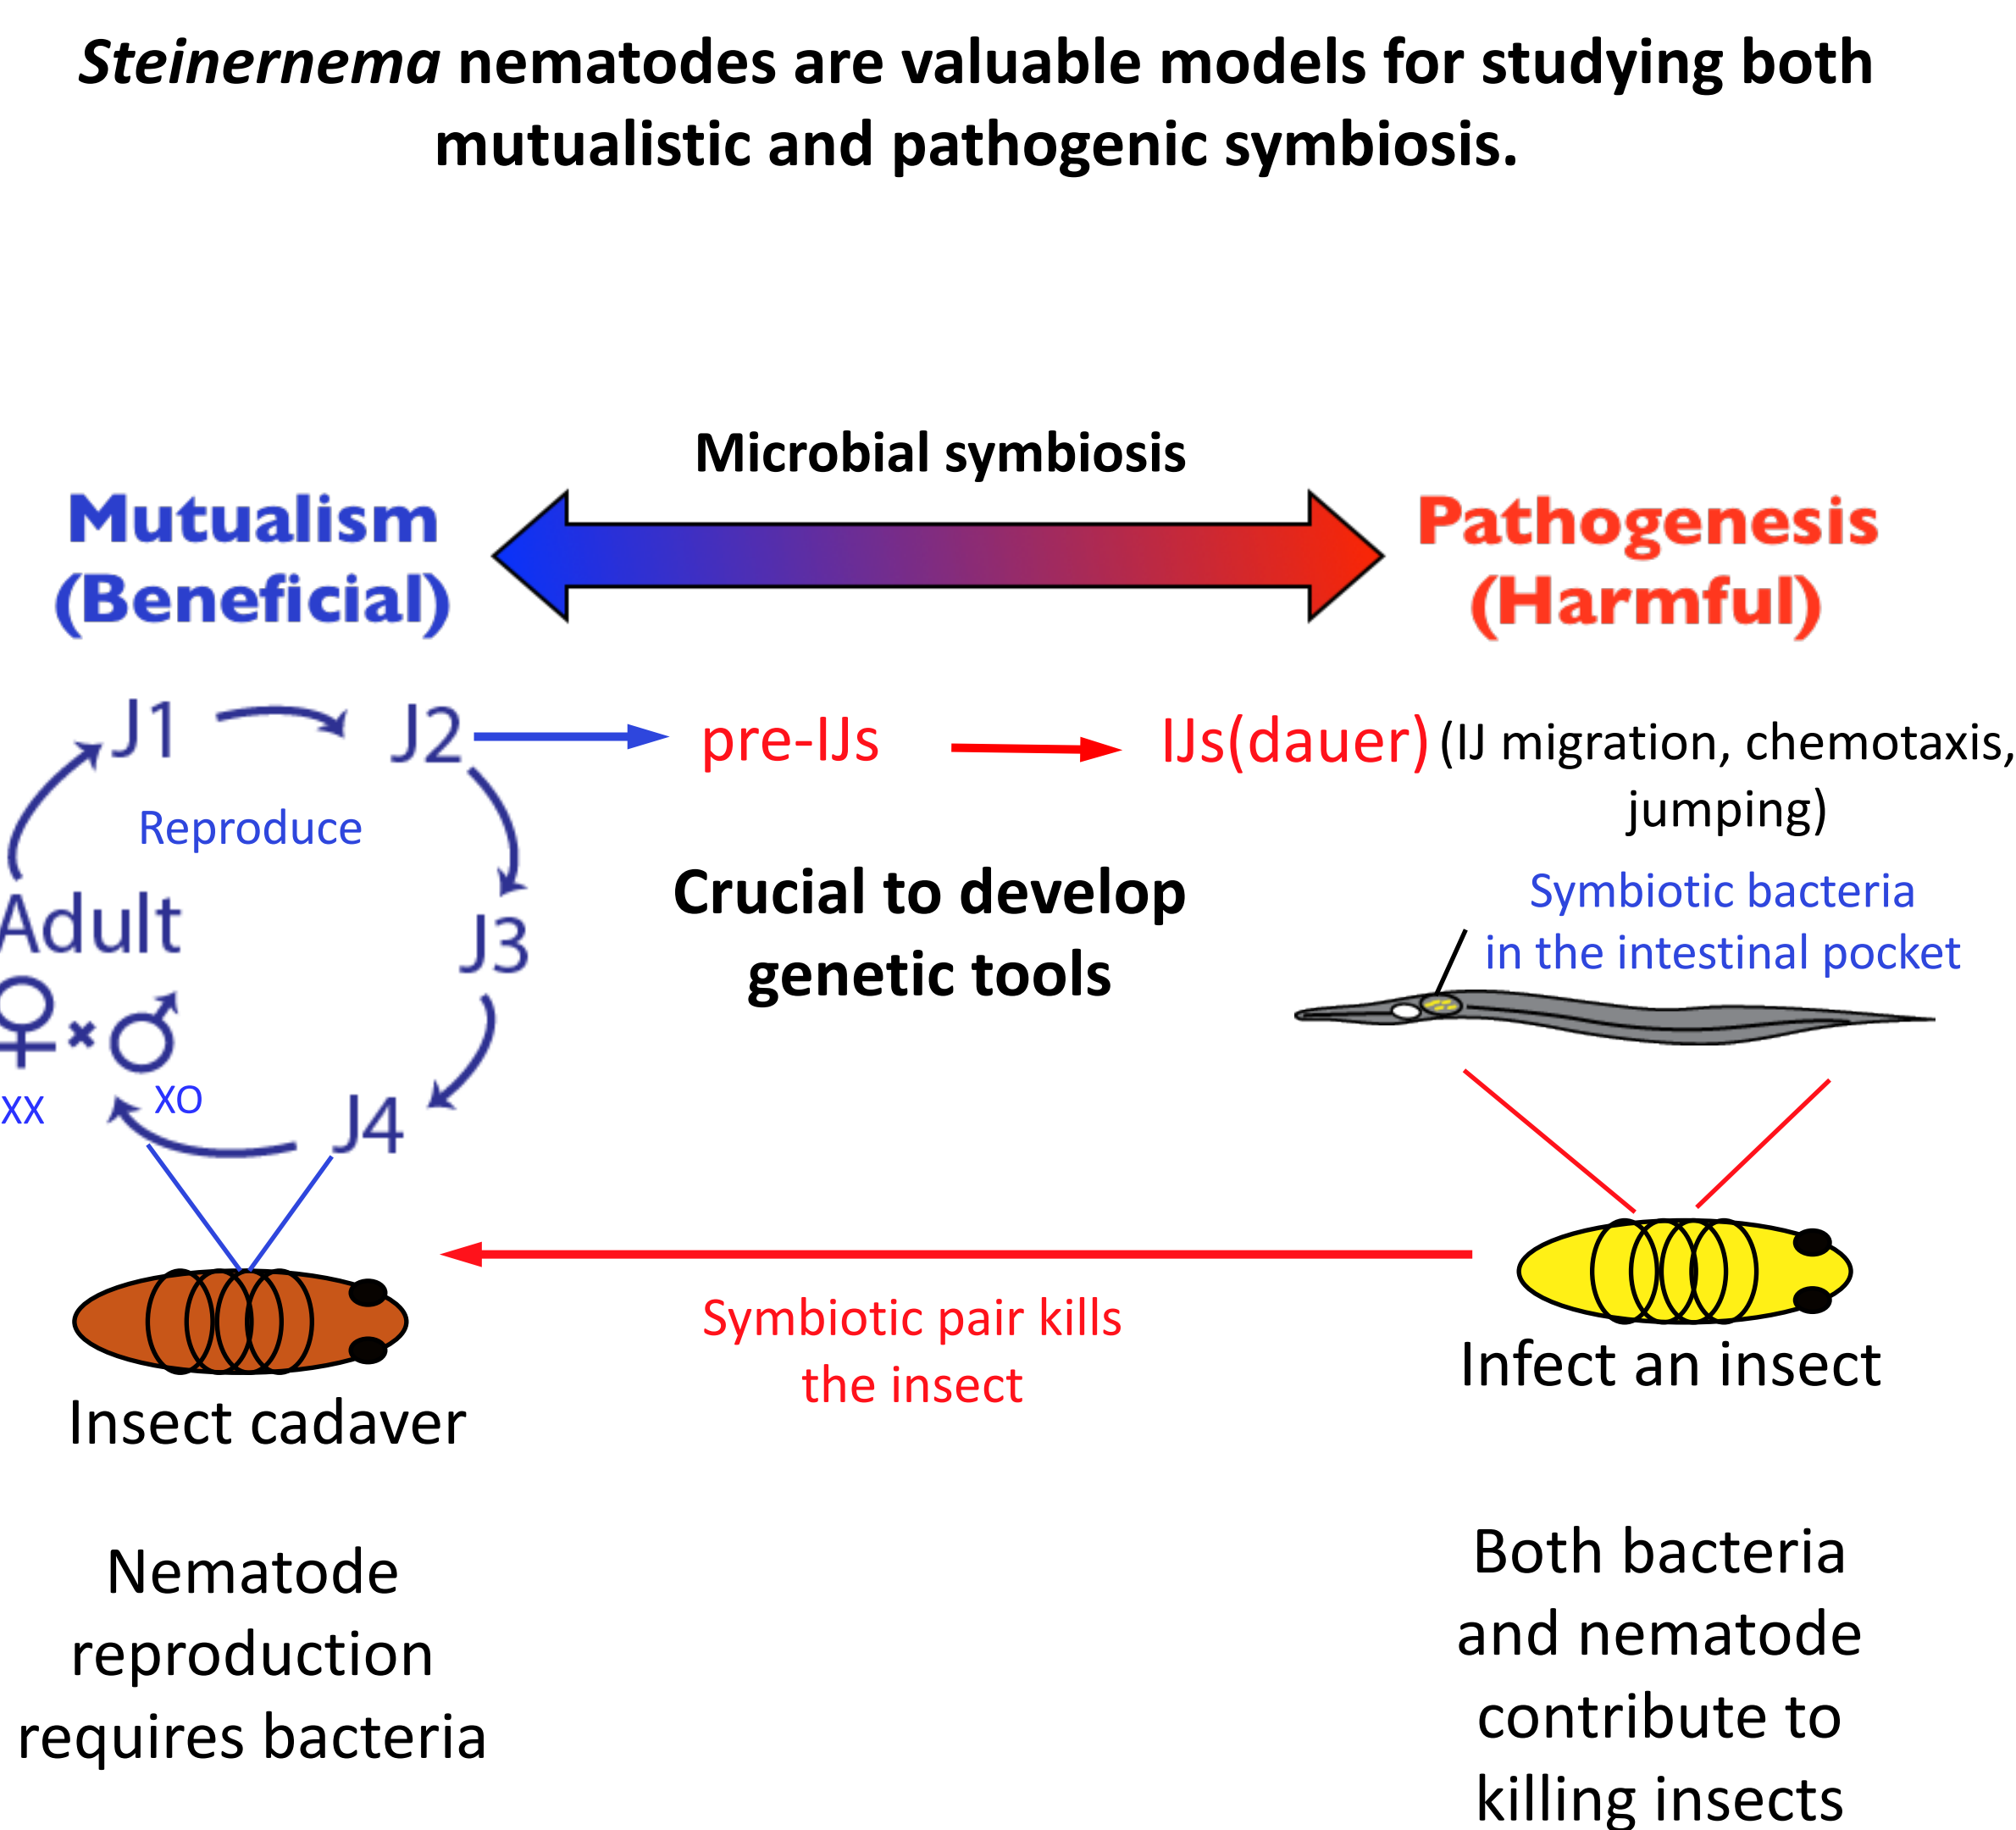 Steinernema nematodes are valuable models for studying both
mutualistic and pathogenic symbiosis.
Microbial symbiosis
Mutualism
(Beneficial)
Pathogenesis
(Harmful)
J1
J2
pre-IJs
IJs(dauer)
(IJ migration, chemotaxis,
jumping)
Reproduce
Adult
♀×♂
XX
XO
J3
J4
Crucial to develop
genetic tools
Symbiotic bacteria
in the intestinal pocket
Symbiotic pair kills
the insect
Infect an insect
Insect cadaver
Nematode
reproduction
requires bacteria
Both bacteria
and nematode
contribute to
killing insects